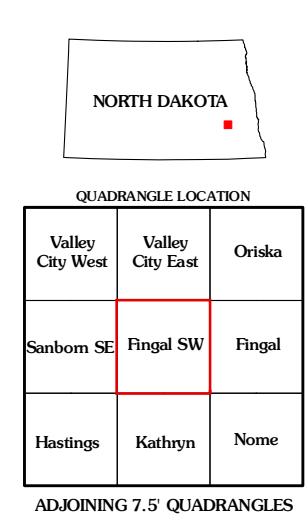 NORTH DAKOTA
QUADRANGLE LOCATION
Valley
City West
Valley
City East
Oriska
Sanborn SE
Fingal SW
Fingal
Hastings
Kathryn
Nome
ADJOINING 7.5' QUADRANGLES